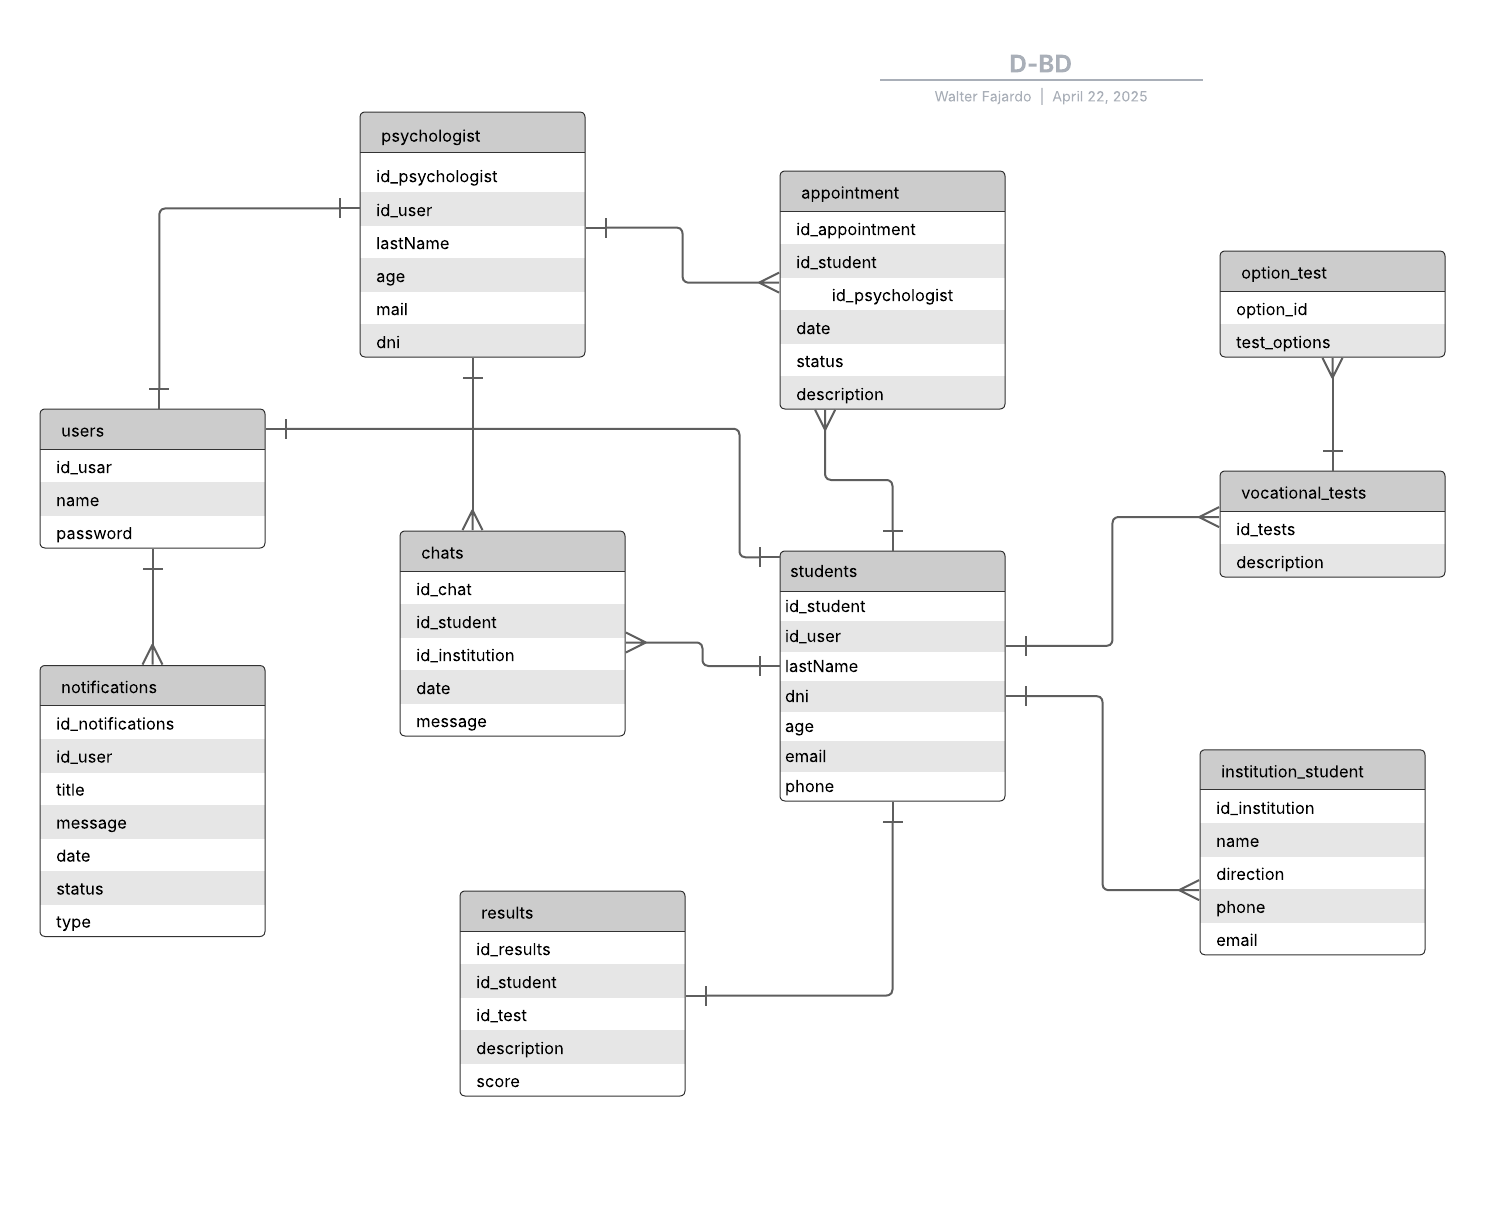 D-BD
Walter Fajardo | April 22, 2025
psychologist
id_psychologist
id_user
lastName
age
mail
dni
appointment
id_appointment
id_student
id_psychologist
date
status
description
option_test
option_id
test_options
users
id_usar
name
password
vocational_tests
id_tests
description
chats
id_chat
id_student
id_institution
date
message
students
id_student
id_user
lastName
dni
age
email
phone
notifications
id_notifications
id_user
title
message
date
status
type
institution_student
id_institution
name
direction
phone
email
results
id_results
id_student
id_test
description
score